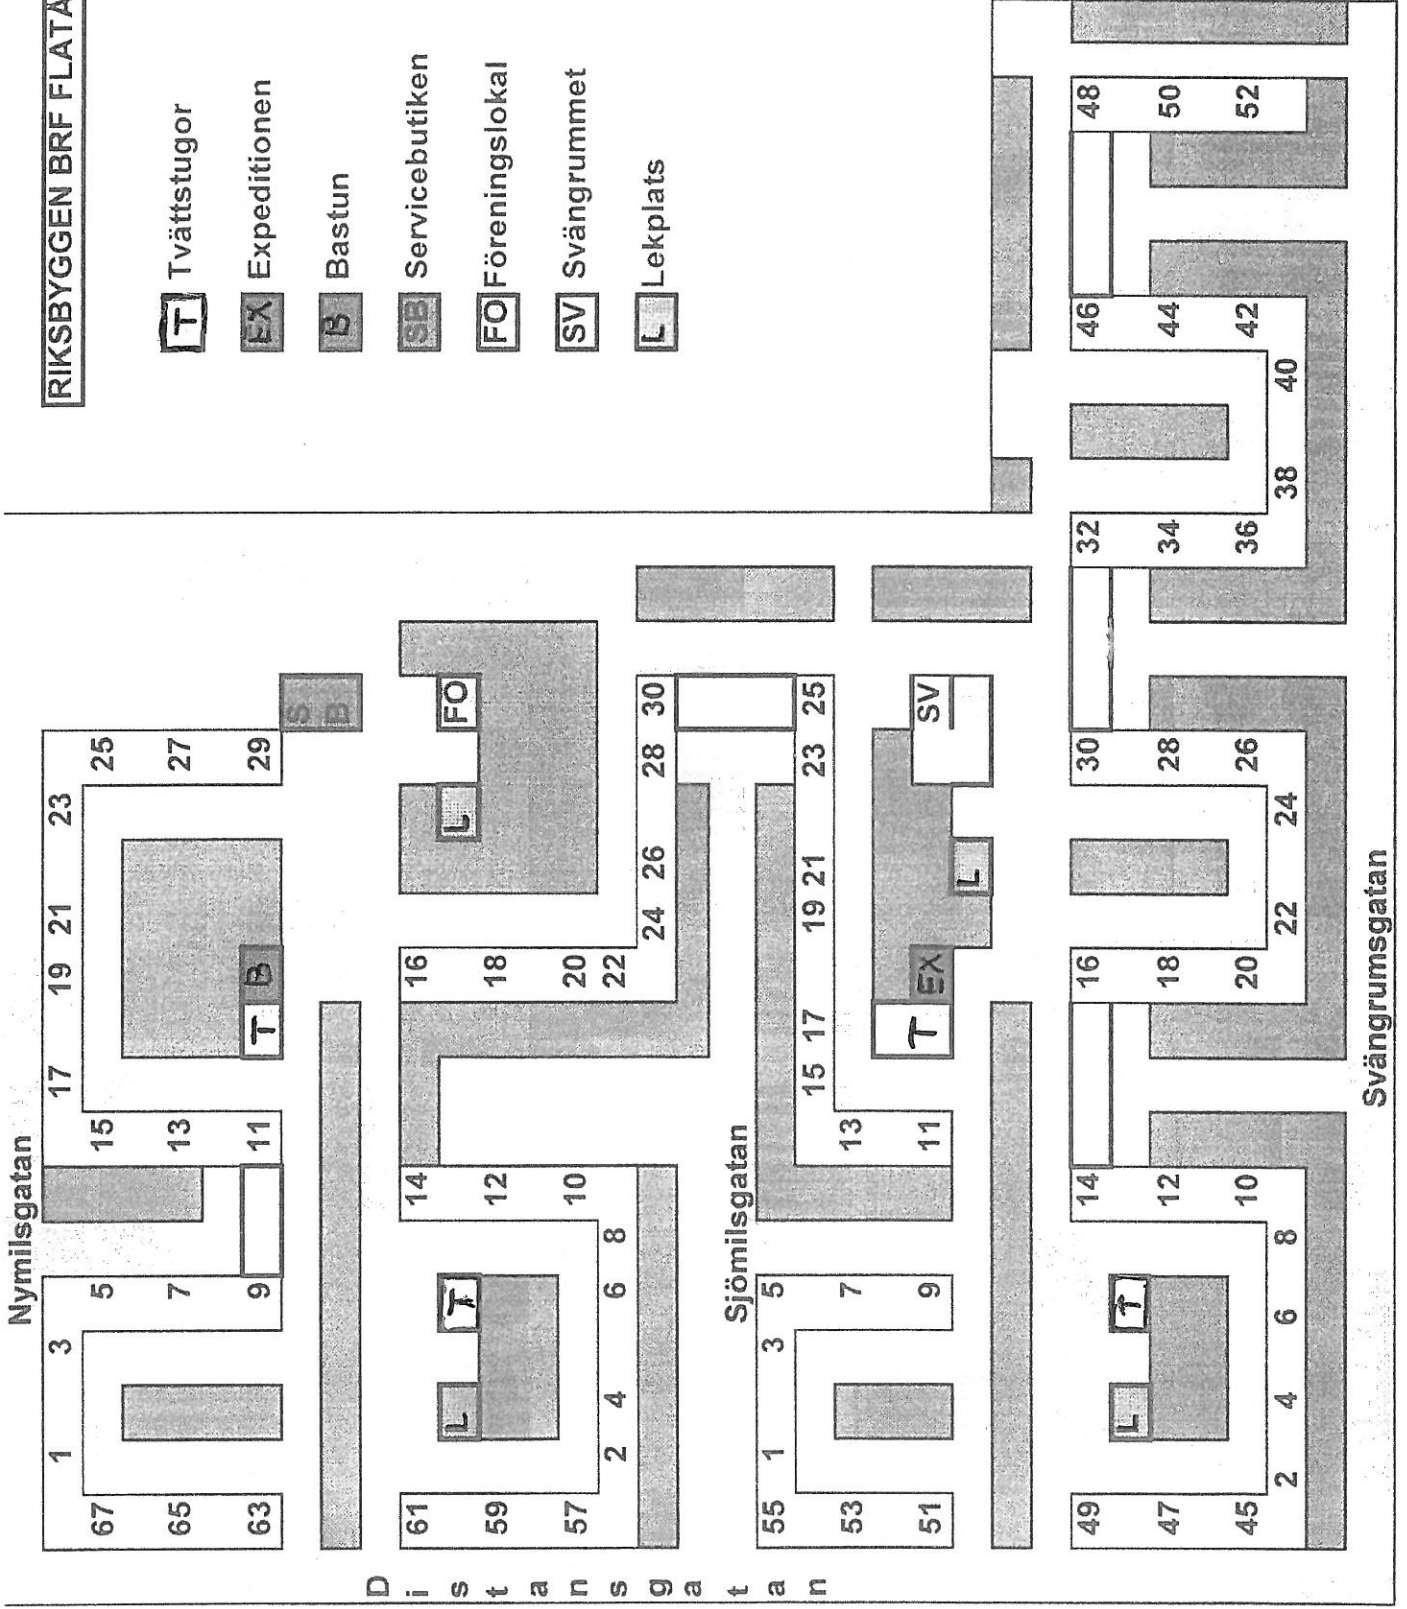 RIKSBYGGEN BRF FLATÅ
T Tvättstugor
EX Expeditionen
B Bastun
SB Servicebutiken
FO Föreningslokal
SV Svängrummet
L Lekplats
Nymilsgatan
1 3 17 19 21 23
67 5 15 25
65 7 13 27
63 9 11 T B 29
S
B
Distansgatan
61 14 16
L T L FO
59 12 18
57 10 20
2 4 6 8 22
24 26 28 30
Sjömilsgatan
55 1 3 5
15 17 19 21 23 25
53 7 13
51 9 11 T EX SV
L
49 14 16 30 32 46 48
L T
47 12 18 28 34 44 50
45 10 20 26 36 42 52
2 4 6 8 22 24 38 40
Svängrumsgatan